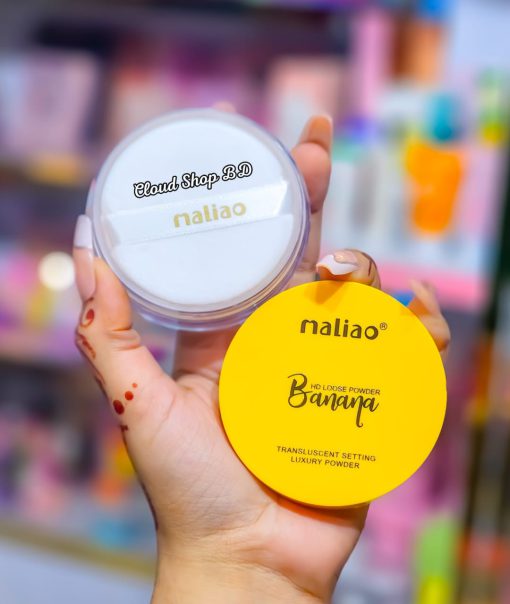 Cloud Shop BD
maliao
maliao®
HD LOOSE POWDER
Banana
TRANSLUSCENT SETTING
LUXURY POWDER